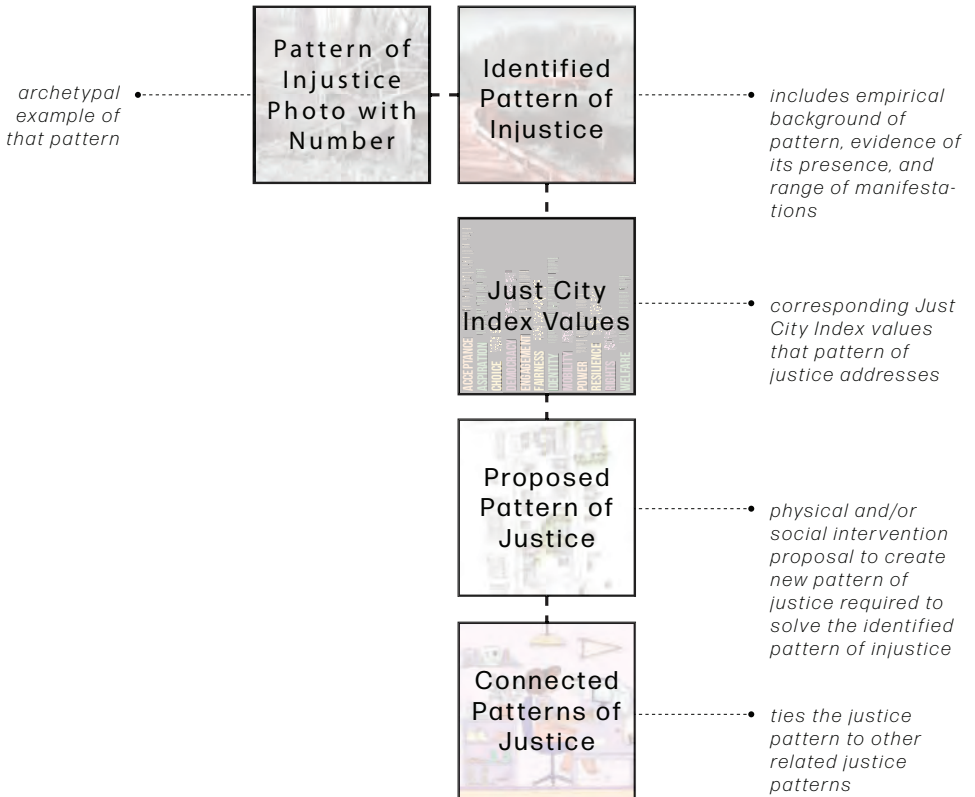 Pattern of
Injustice
Photo with
Number
Identified
Pattern of
Injustice
archetypal
example of
that pattern
includes empirical
background of
pattern, evidence of
its presence, and
range of manifesta-
tions
Just City
Index Values
ACCEPTANCE
ASPIRATION
CHOICE
DEMOCRACY
ENGAGEMENT
FAIRNESS
IDENTITY
MOBILITY
POWER
RESILIENCE
RIGHTS
WELFARE
corresponding Just
City Index values
that pattern of
justice addresses
Proposed
Pattern of
Justice
physical and/or
social intervention
proposal to create
new pattern of
justice required to
solve the identified
pattern of injustice
Connected
Patterns of
Justice
ties the justice
pattern to other
related justice
patterns